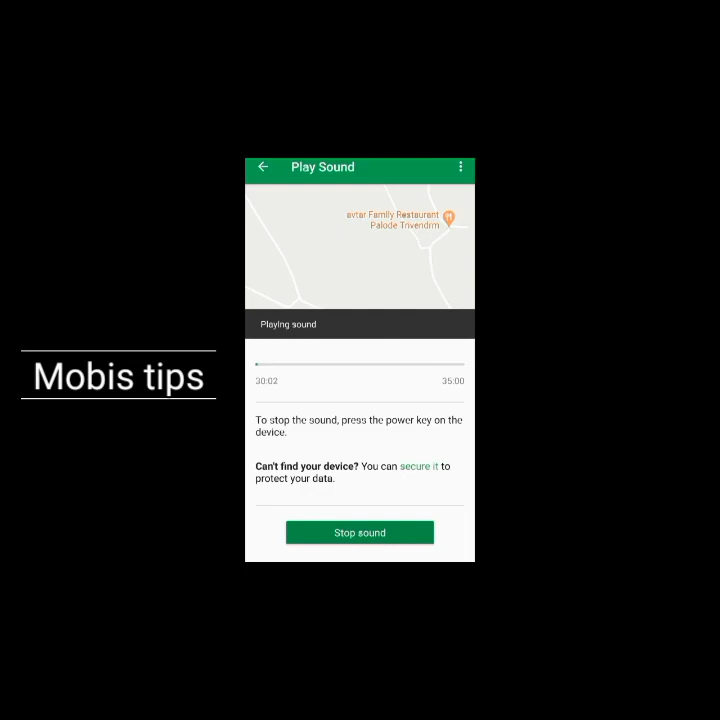 Play Sound
avtar Family Restaurant
Palode Trivendrm
Playing sound
30:02 35:00
Mobis tips
To stop the sound, press the power key on the
device.
Can't find your device? You can secure it to
protect your data.
Stop sound